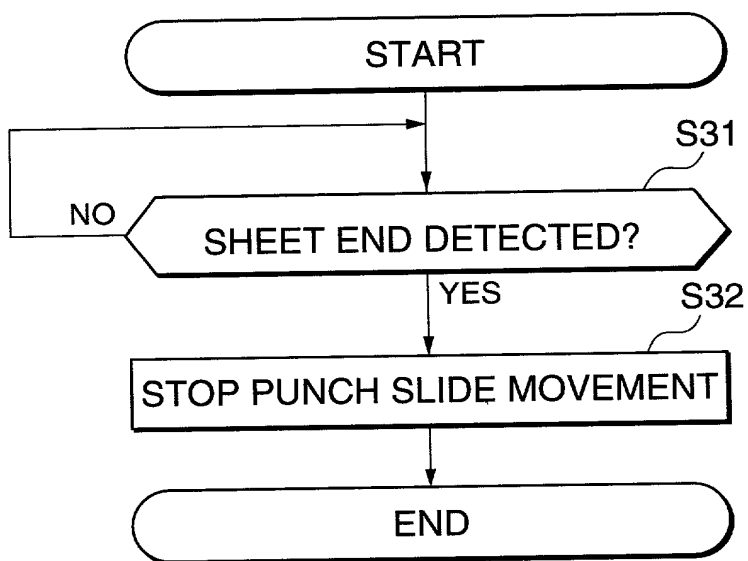 START
S31
NO
SHEET END DETECTED?
YES
S32
STOP PUNCH SLIDE MOVEMENT
END